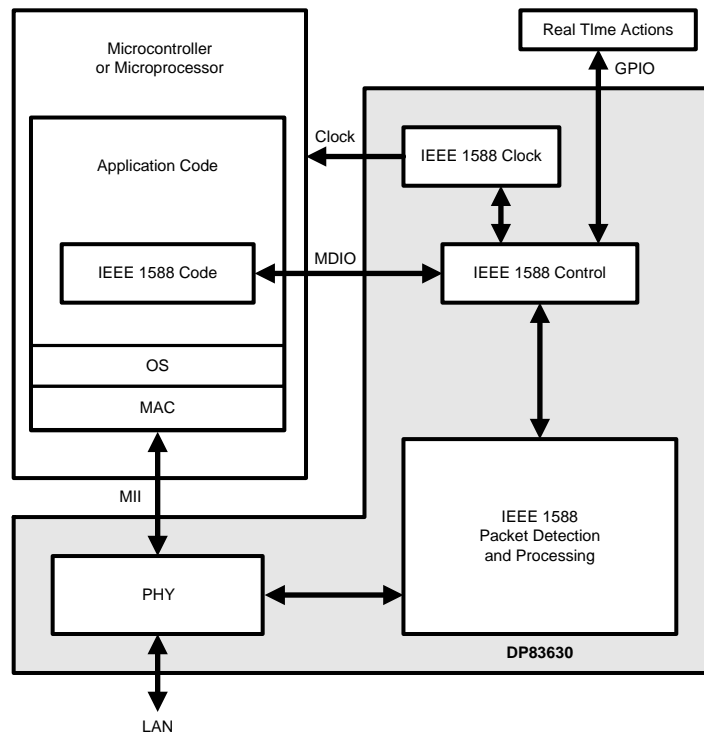 Microcontroller
or Microprocessor
Real TIme Actions
GPIO
Application Code
Clock
IEEE 1588 Clock
IEEE 1588 Code
MDIO
IEEE 1588 Control
OS
MAC
MII
IEEE 1588
Packet Detection
and Processing
PHY
DP83630
LAN